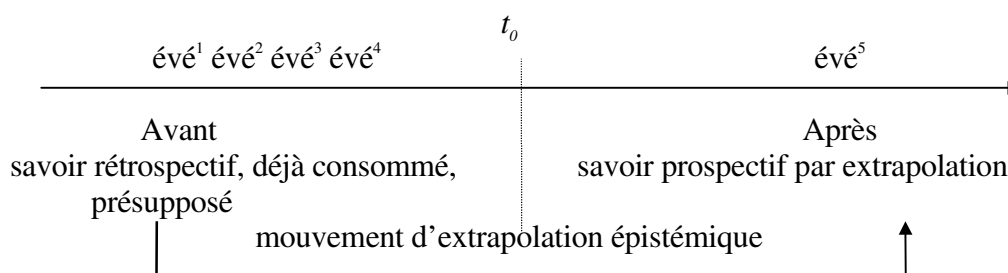 t₀
évé¹ évé² évé³ évé⁴ évé⁵
Avant Après
savoir rétrospectif, déjà consommé, savoir prospectif par extrapolation
présupposé
mouvement d’extrapolation épistémique